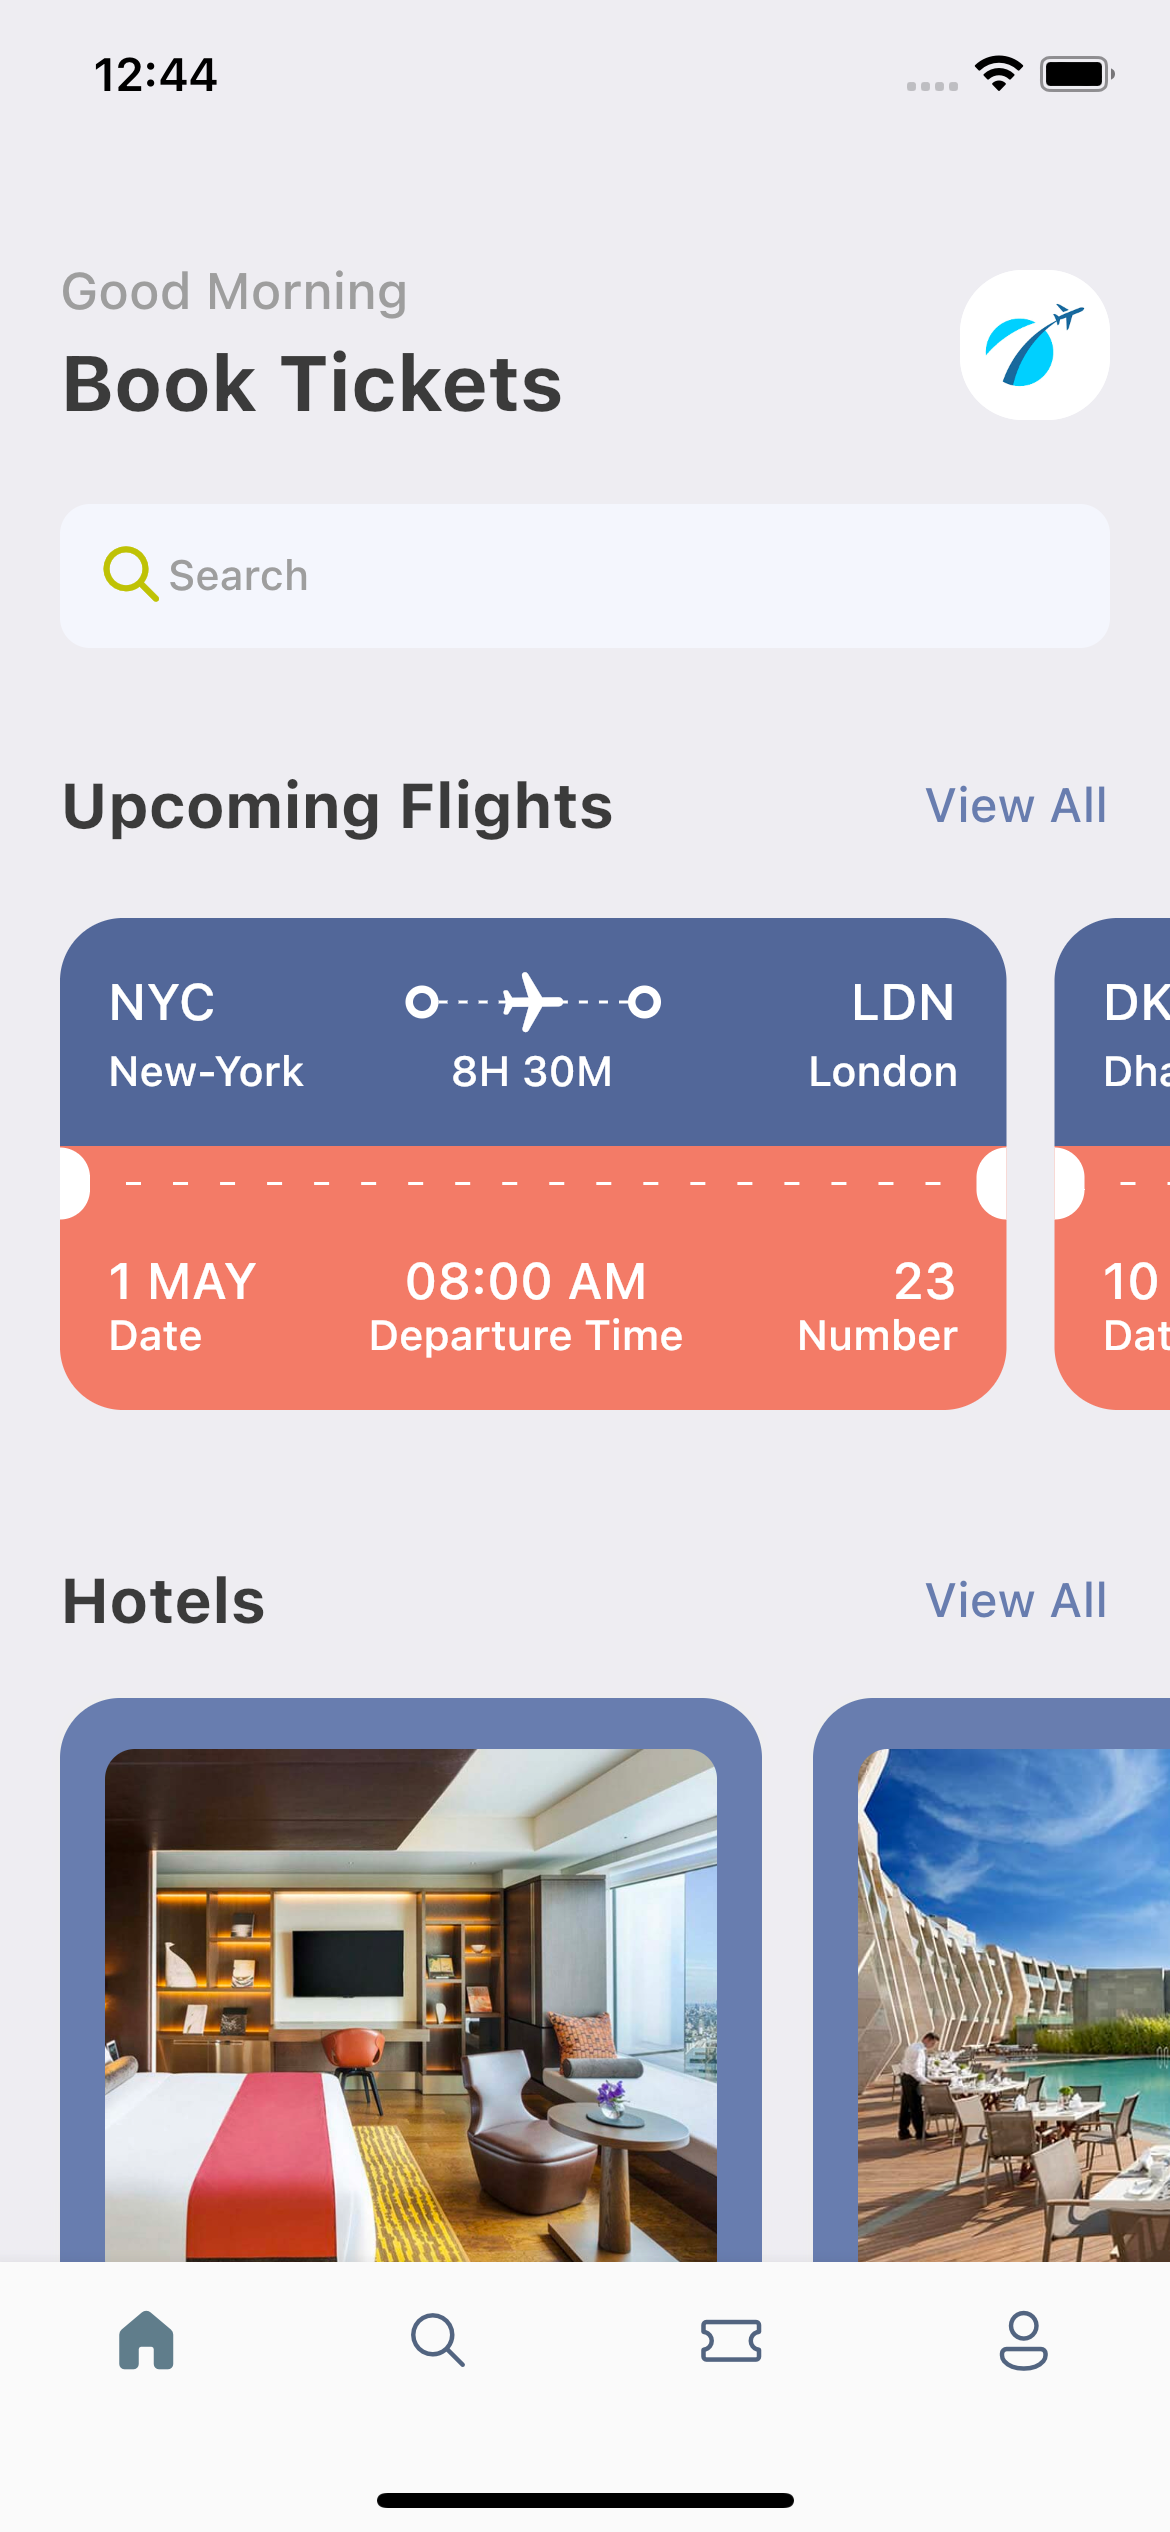 12:44
Good Morning
Book Tickets
Search
Upcoming Flights View All
NYC LDN DK
New-York 8H 30M London Dha
1 MAY 08:00 AM 23 10
Date Departure Time Number Dat
Hotels View All